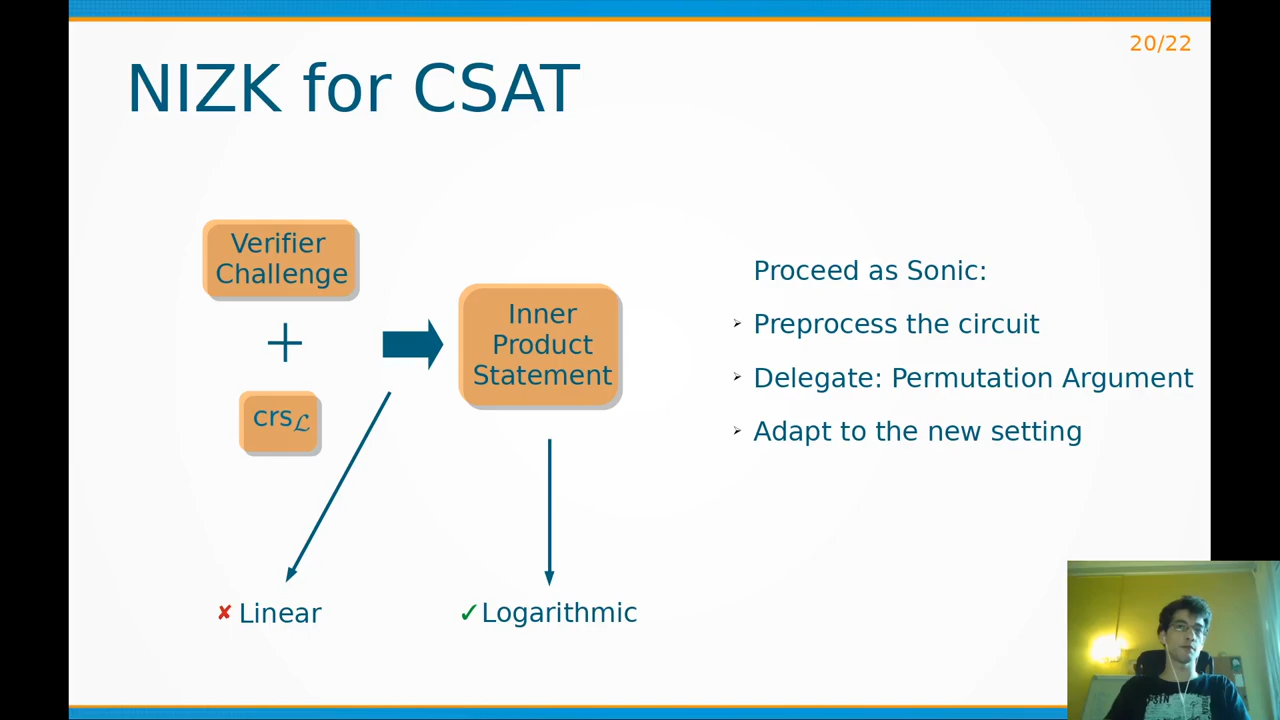 20/22
NIZK for CSAT
Verifier
Challenge
+
crsℒ
Inner
Product
Statement
✘ Linear
✓Logarithmic
Proceed as Sonic:
➢ Preprocess the circuit
➢ Delegate: Permutation Argument
➢ Adapt to the new setting